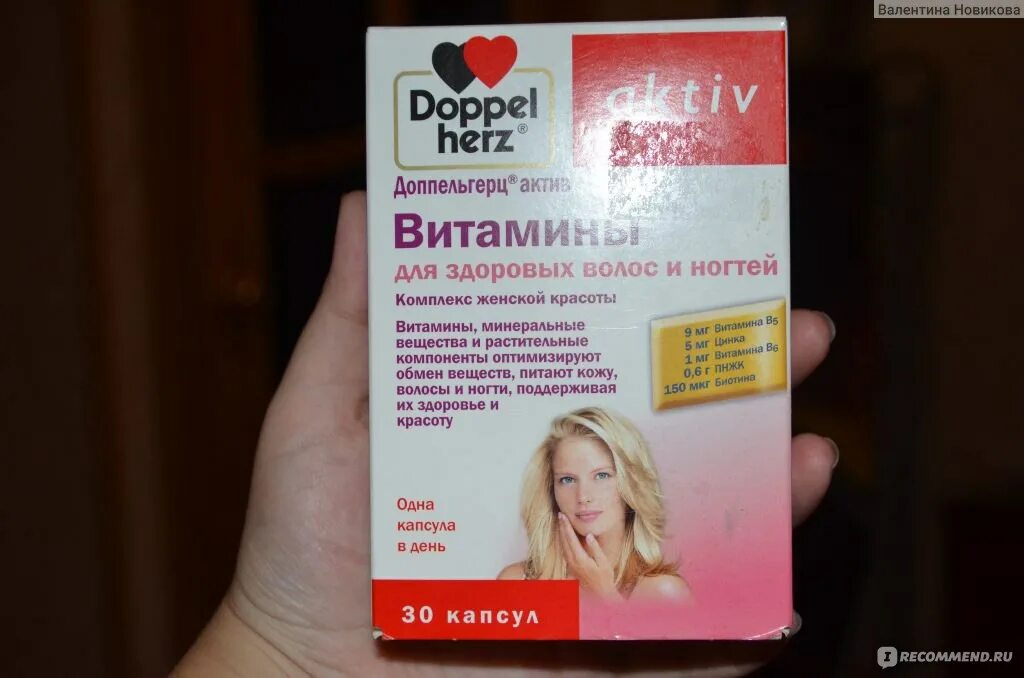 Валентина Новикова
Doppel
herz®
aktiv
Доппельгерц® актив
Витамины
для здоровых волос и ногтей
Комплекс женской красоты
Витамины, минеральные
вещества и растительные
компоненты оптимизируют
обмен веществ, питают кожу,
волосы и ногти, поддерживая
их здоровье и
красоту
9 мг Витамина B5
5 мг Цинка
1 мг Витамина B6
0,6 г ПНЖК
150 мкг Биотина
Одна
капсула
в день
30 капсул
IRECOMMEND.RU